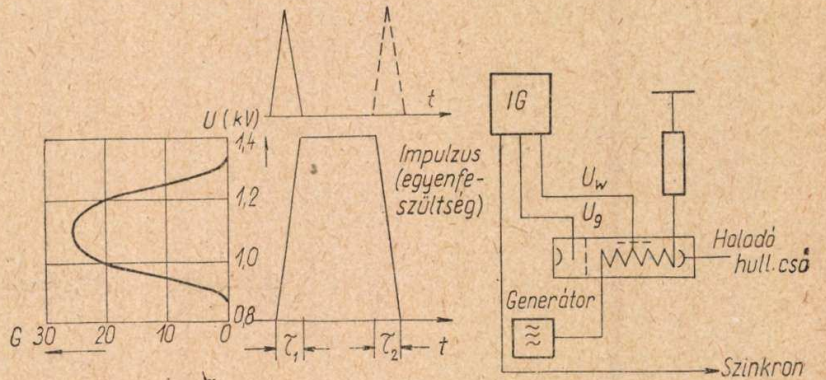 t
U (kV)
1,4
1,2
1,0
0,8
G 30 20 10 0
Impulzus
(egyenfe-
szültség)
τ₁ τ₂ t
IG
U_w
U_g
Haladó
hull. cső
Generátor
Szinkron